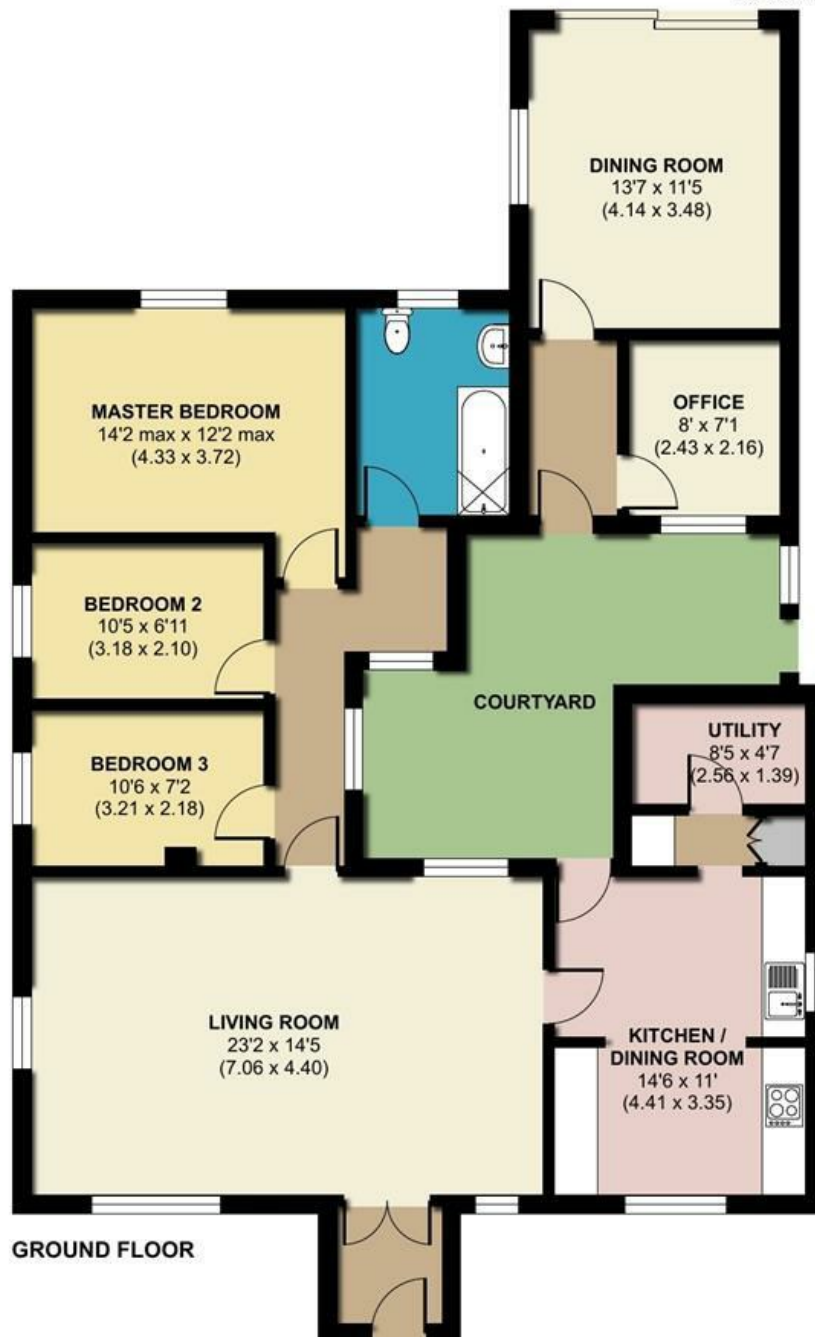 DINING ROOM
13'7 x 11'5
(4.14 x 3.48)
MASTER BEDROOM
14'2 max x 12'2 max
(4.33 x 3.72)
OFFICE
8' x 7'1
(2.43 x 2.16)
BEDROOM 2
10'5 x 6'11
(3.18 x 2.10)
COURTYARD
UTILITY
8'5 x 4'7
(2.56 x 1.39)
BEDROOM 3
10'6 x 7'2
(3.21 x 2.18)
LIVING ROOM
23'2 x 14'5
(7.06 x 4.40)
KITCHEN /
DINING ROOM
14'6 x 11'
(4.41 x 3.35)
GROUND FLOOR